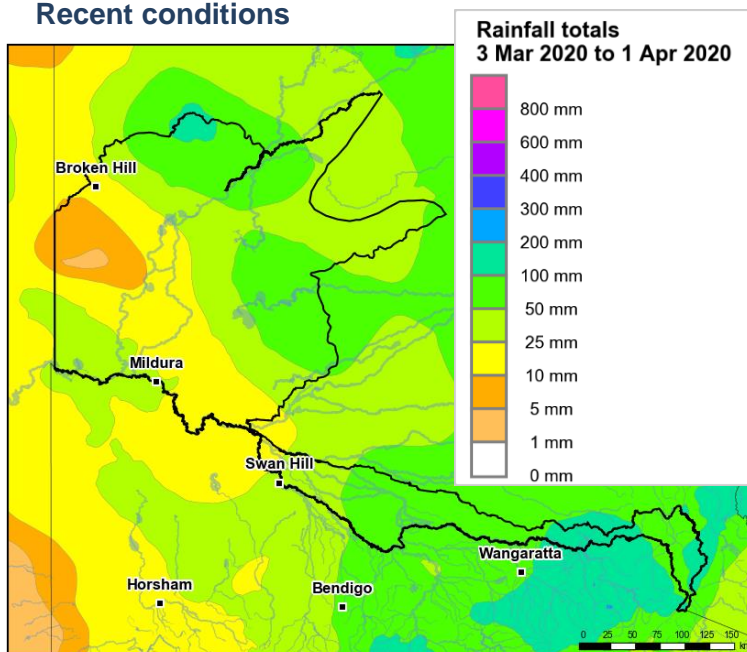 Recent conditions
Rainfall totals
3 Mar 2020 to 1 Apr 2020
800 mm
600 mm
400 mm
300 mm
200 mm
100 mm
50 mm
25 mm
10 mm
5 mm
1 mm
0 mm
Broken Hill
Mildura
Swan Hill
Wangaratta
Horsham
Bendigo
0 25 50 75 100 125 150